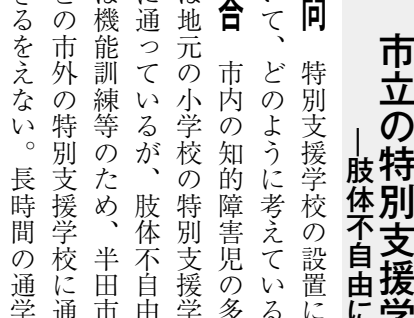 市立の特別支援学
―肢体不自由に
問　特別支援学校の設置に
いて、どのように考えている
合　市内の知的障害児の多
は地元の小学校の特別支援学
に通っているが、肢体不自由
は機能訓練等のため、半田市
どの市外の特別支援学校に通
ざるをえない。長時間の通学